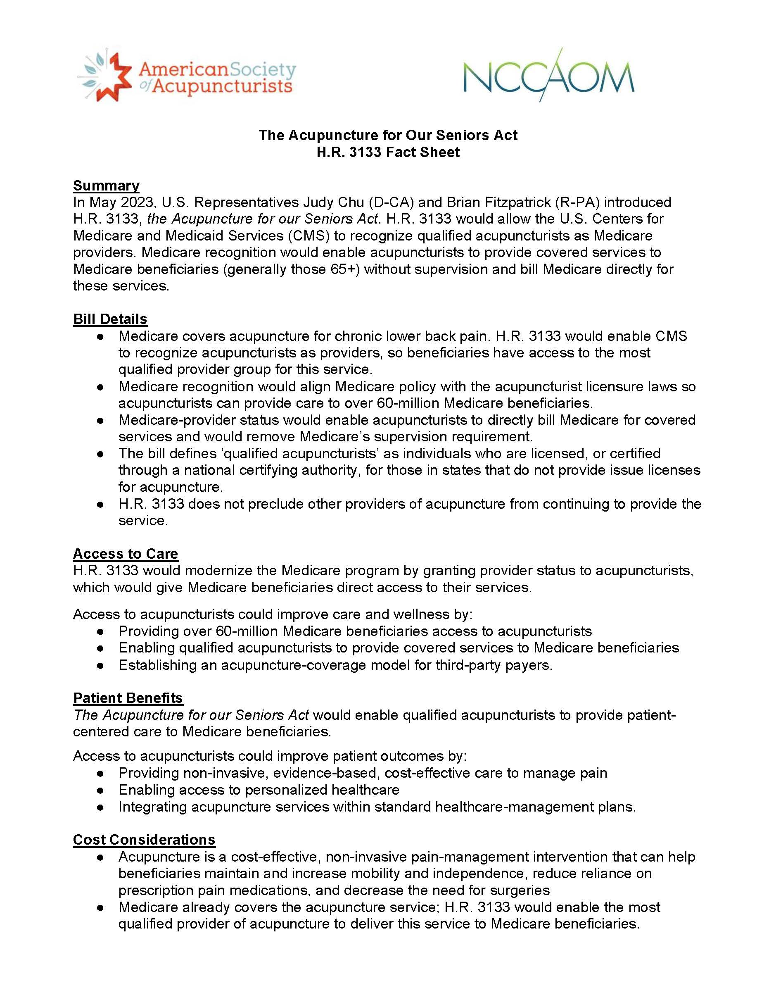 American Society
of Acupuncturists
NCCAOM
The Acupuncture for Our Seniors Act
H.R. 3133 Fact Sheet
Summary
In May 2023, U.S. Representatives Judy Chu (D-CA) and Brian Fitzpatrick (R-PA) introduced
H.R. 3133, the Acupuncture for our Seniors Act. H.R. 3133 would allow the U.S. Centers for
Medicare and Medicaid Services (CMS) to recognize qualified acupuncturists as Medicare
providers. Medicare recognition would enable acupuncturists to provide covered services to
Medicare beneficiaries (generally those 65+) without supervision and bill Medicare directly for
these services.
Bill Details
● Medicare covers acupuncture for chronic lower back pain. H.R. 3133 would enable CMS
to recognize acupuncturists as providers, so beneficiaries have access to the most
qualified provider group for this service.
● Medicare recognition would align Medicare policy with the acupuncturist licensure laws so
acupuncturists can provide care to over 60-million Medicare beneficiaries.
● Medicare-provider status would enable acupuncturists to directly bill Medicare for covered
services and would remove Medicare’s supervision requirement.
● The bill defines ‘qualified acupuncturists’ as individuals who are licensed, or certified
through a national certifying authority, for those in states that do not provide issue licenses
for acupuncture.
● H.R. 3133 does not preclude other providers of acupuncture from continuing to provide the
service.
Access to Care
H.R. 3133 would modernize the Medicare program by granting provider status to acupuncturists,
which would give Medicare beneficiaries direct access to their services.
Access to acupuncturists could improve care and wellness by:
● Providing over 60-million Medicare beneficiaries access to acupuncturists
● Enabling qualified acupuncturists to provide covered services to Medicare beneficiaries
● Establishing an acupuncture-coverage model for third-party payers.
Patient Benefits
The Acupuncture for our Seniors Act would enable qualified acupuncturists to provide patient-
centered care to Medicare beneficiaries.
Access to acupuncturists could improve patient outcomes by:
● Providing non-invasive, evidence-based, cost-effective care to manage pain
● Enabling access to personalized healthcare
● Integrating acupuncture services within standard healthcare-management plans.
Cost Considerations
● Acupuncture is a cost-effective, non-invasive pain-management intervention that can help
beneficiaries maintain and increase mobility and independence, reduce reliance on
prescription pain medications, and decrease the need for surgeries
● Medicare already covers the acupuncture service; H.R. 3133 would enable the most
qualified provider of acupuncture to deliver this service to Medicare beneficiaries.